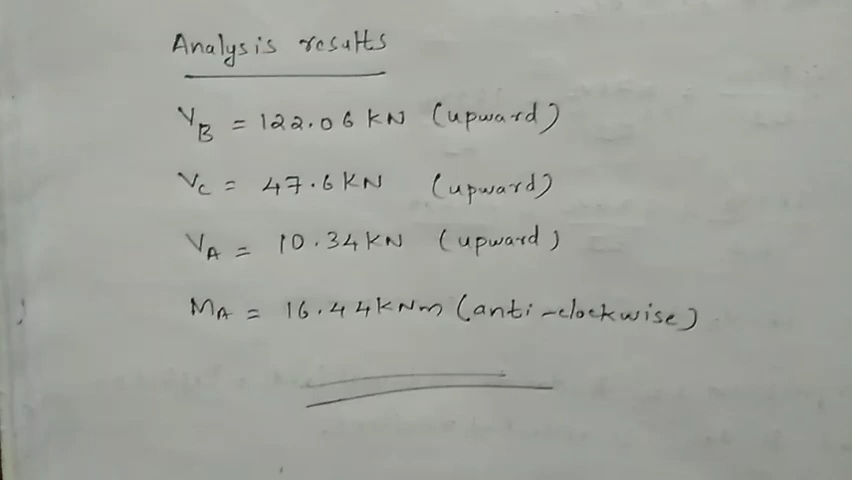 Analysis results
VB = 122.06 KN (upward)
Vc = 47.6 KN (upward)
VA = 10.34 KN (upward)
MA = 16.44 KNm (anti-clockwise)